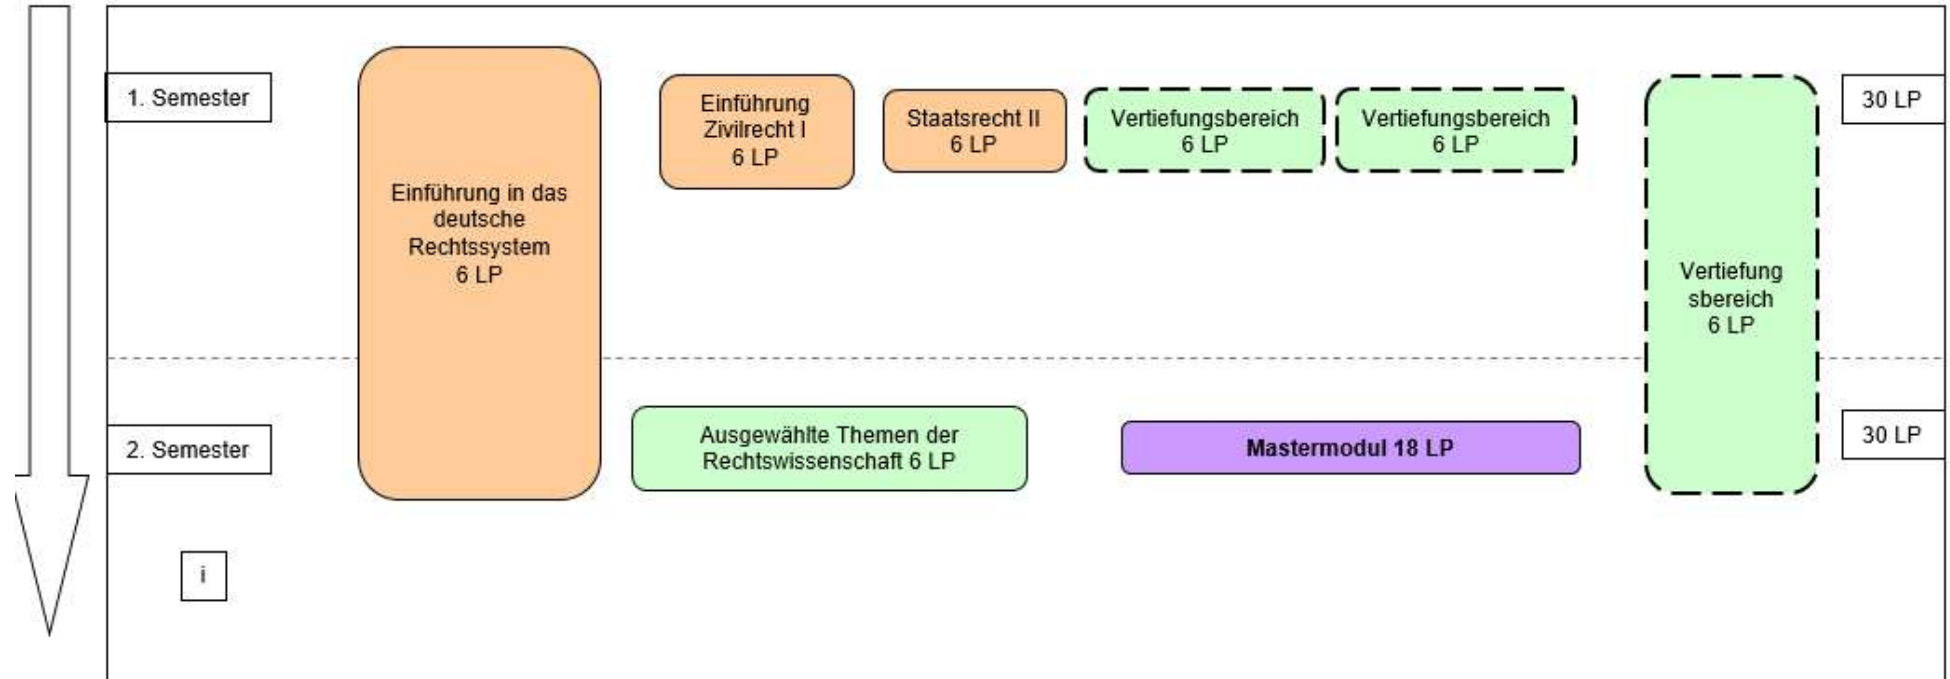 1. Semester
Einführung in das
deutsche
Rechtssystem
6 LP
Einführung
Zivilrecht I
6 LP
Staatsrecht II
6 LP
Vertiefungsbereich
6 LP
Vertiefungsbereich
6 LP
Vertiefung
sbereich
6 LP
30 LP
2. Semester
Ausgewählte Themen der
Rechtswissenschaft 6 LP
Mastermodul 18 LP
30 LP
i